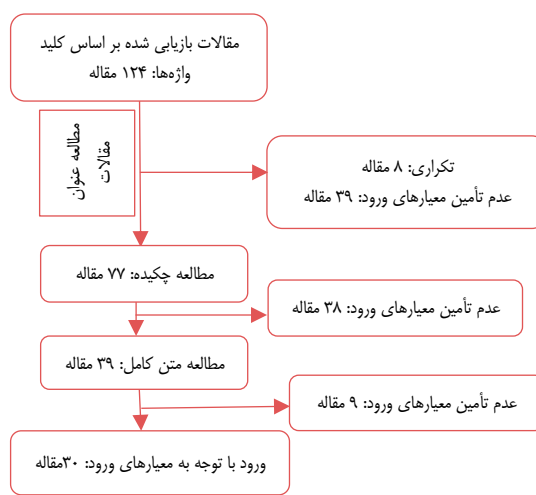 مقالات بازیابی شده بر اساس کلید
واژه‌ها: ۱۲۴ مقاله
مطالعه عنوان
مقالات
تکراری: ۸ مقاله
عدم تأمین معیارهای ورود: ۳۹ مقاله
مطالعه چکیده: ۷۷ مقاله
عدم تأمین معیارهای ورود: ۳۸ مقاله
مطالعه متن کامل: ۳۹ مقاله
عدم تأمین معیارهای ورود: ۹ مقاله
ورود با توجه به معیارهای ورود: ۳۰مقاله